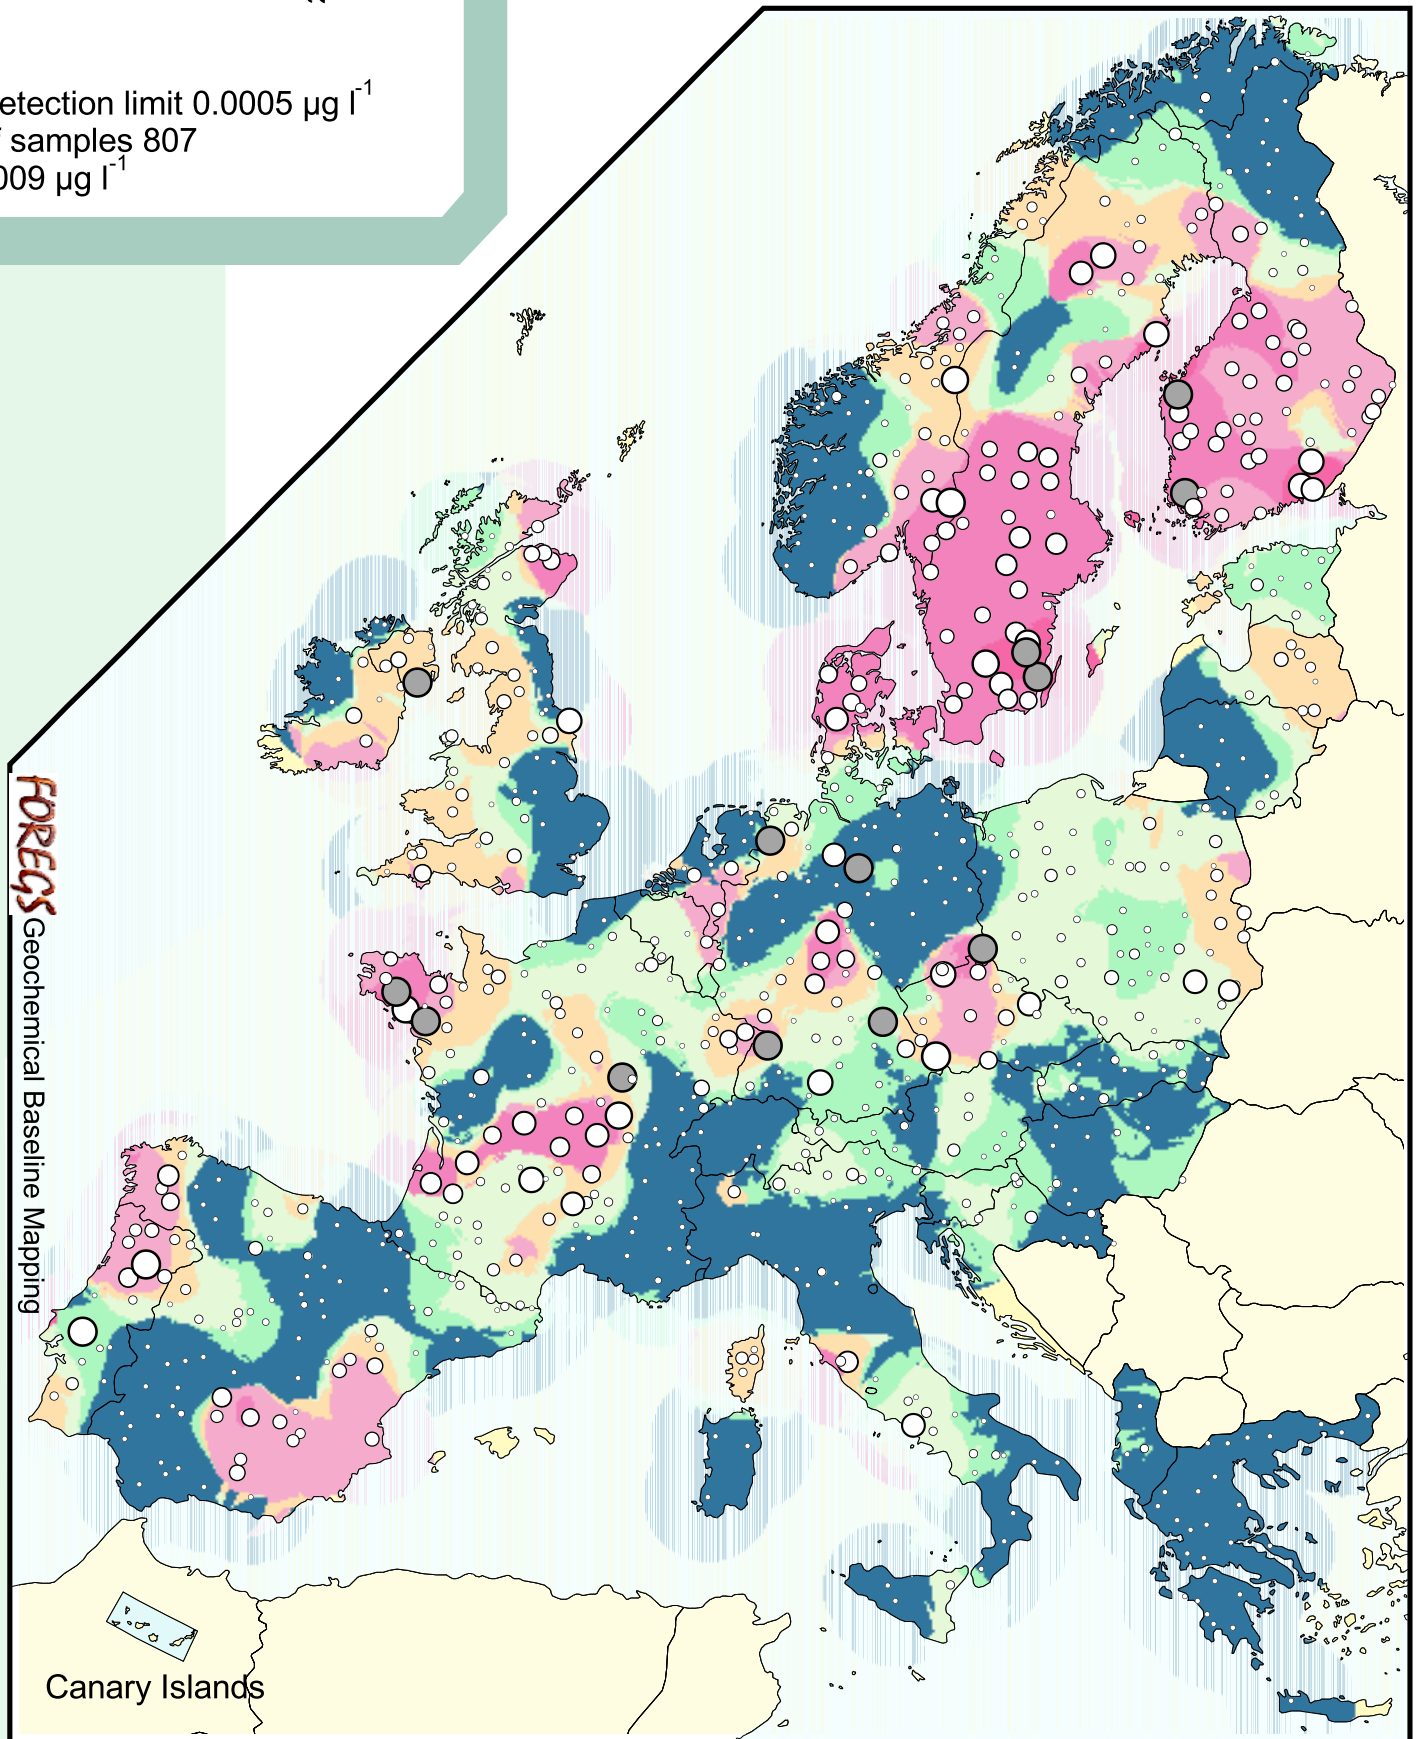 etection limit 0.0005 µg l⁻¹
samples 807
009 µg l⁻¹
FOREGS Geochemical Baseline Mapping
Canary Islands